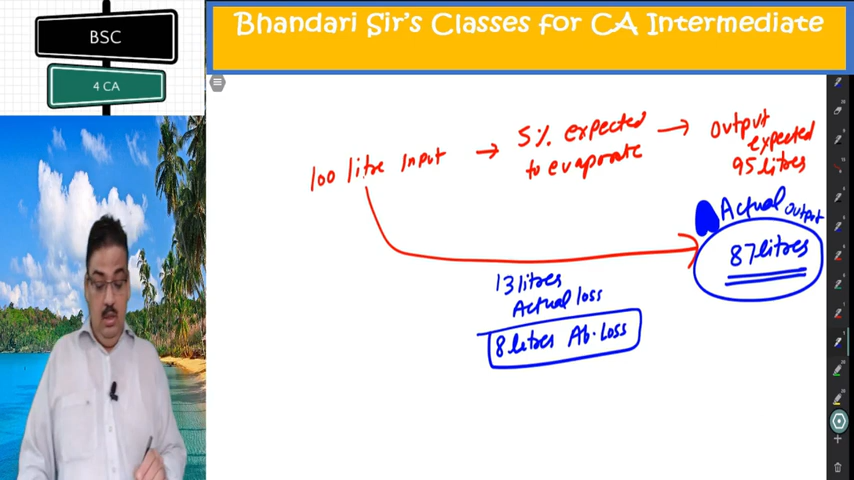 Bhandari Sir's Classes for CA Intermediate
BSC
4 CA
100 litre Input → 5% expected → Output
to evaporate
expected
95 litres
Actual Output
87 litres
13 litres
Actual loss
8 litres Ab. Loss